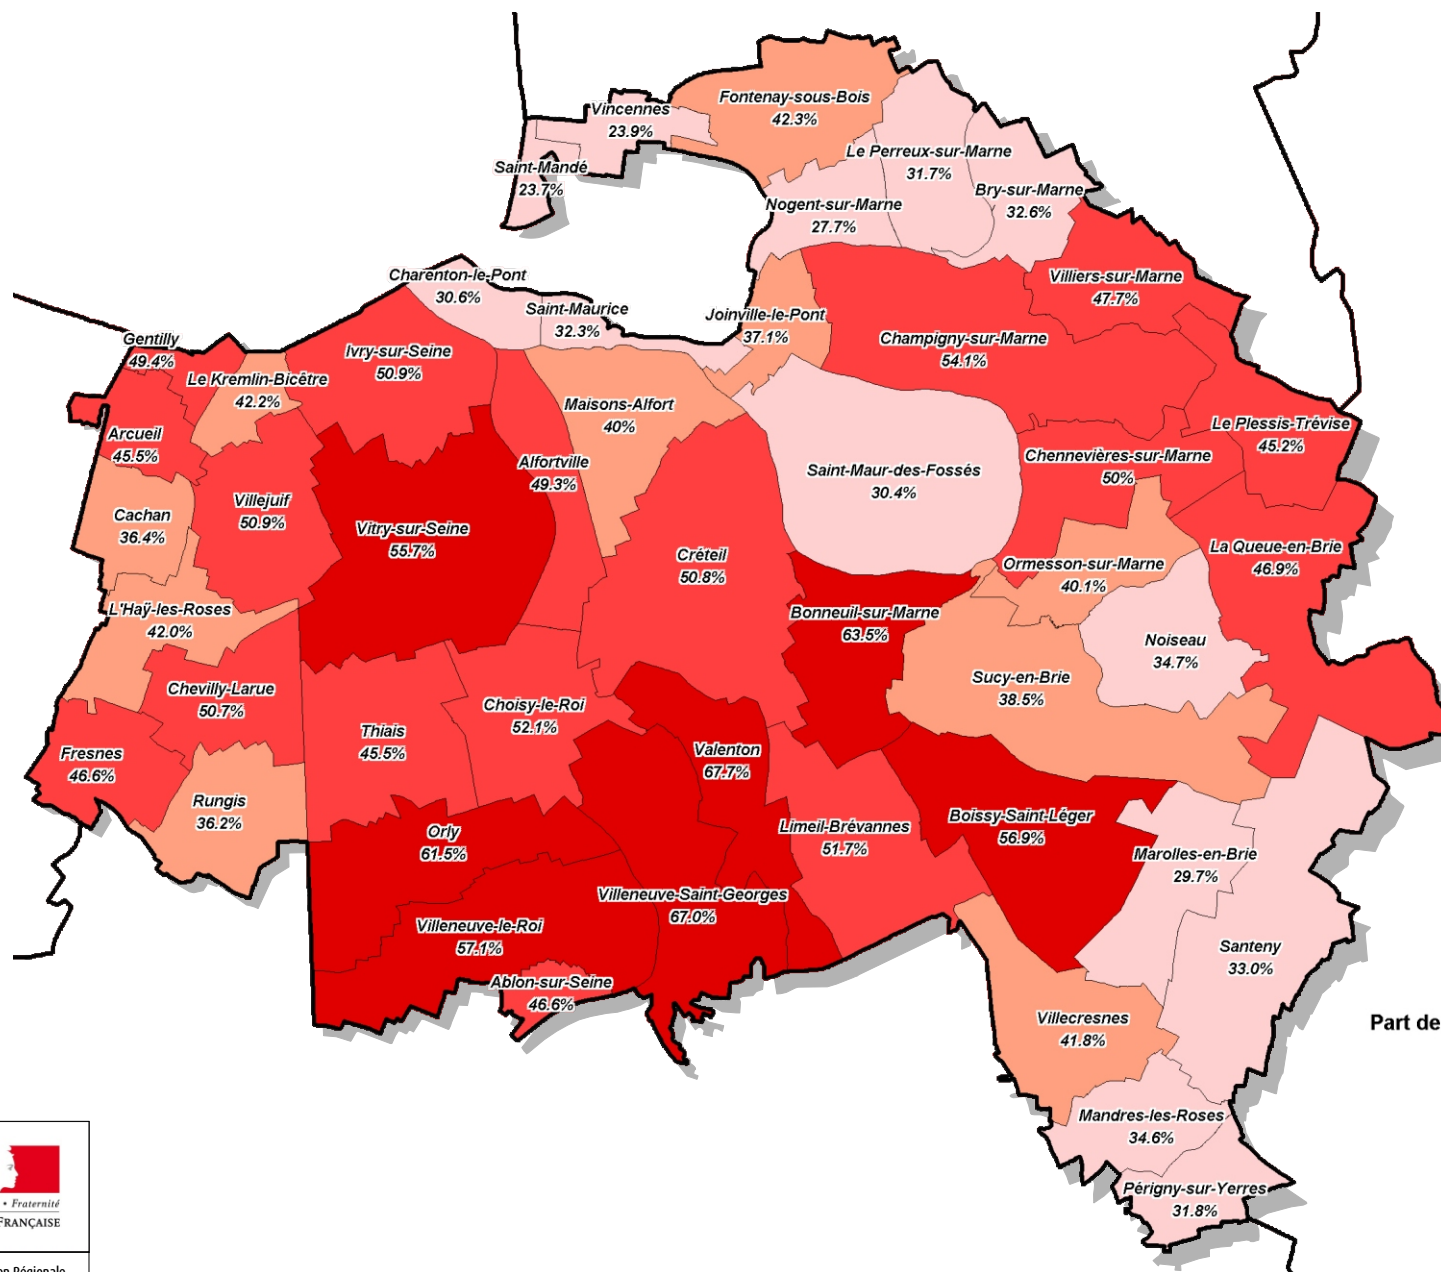 Fontenay-sous-Bois
42.3%
Vincennes
23.9%
Saint-Mandé
23.7%
Le Perreux-sur-Marne
31.7%
Bry-sur-Marne
32.6%
Nogent-sur-Marne
27.7%
Charenton-le-Pont
30.6%
Saint-Maurice
32.3%
Joinville-le-Pont
37.1%
Villiers-sur-Marne
47.7%
Champigny-sur-Marne
54.1%
Gentilly
49.4%
Le Kremlin-Bicêtre
42.2%
Ivry-sur-Seine
50.9%
Maisons-Alfort
40%
Arcueil
45.5%
Alfortville
49.3%
Saint-Maur-des-Fossés
30.4%
Chennevières-sur-Marne
50%
Le Plessis-Trévise
45.2%
Cachan
36.4%
Villejuif
50.9%
Vitry-sur-Seine
55.7%
Créteil
50.8%
Ormesson-sur-Marne
40.1%
La Queue-en-Brie
46.9%
L'Haÿ-les-Roses
42.0%
Bonneuil-sur-Marne
63.5%
Noiseau
34.7%
Chevilly-Larue
50.7%
Sucy-en-Brie
38.5%
Thiais
45.5%
Choisy-le-Roi
52.1%
Fresnes
46.6%
Valenton
67.7%
Rungis
36.2%
Orly
61.5%
Limeil-Brévannes
51.7%
Boissy-Saint-Léger
56.9%
Marolles-en-Brie
29.7%
Villeneuve-Saint-Georges
67.0%
Villeneuve-le-Roi
57.1%
Santeny
33.0%
Ablon-sur-Seine
46.6%
Villecresnes
41.8%
Part de
Mandres-les-Roses
34.6%
Périgny-sur-Yerres
31.8%
• Fraternité
FRANÇAISE
on Régionale